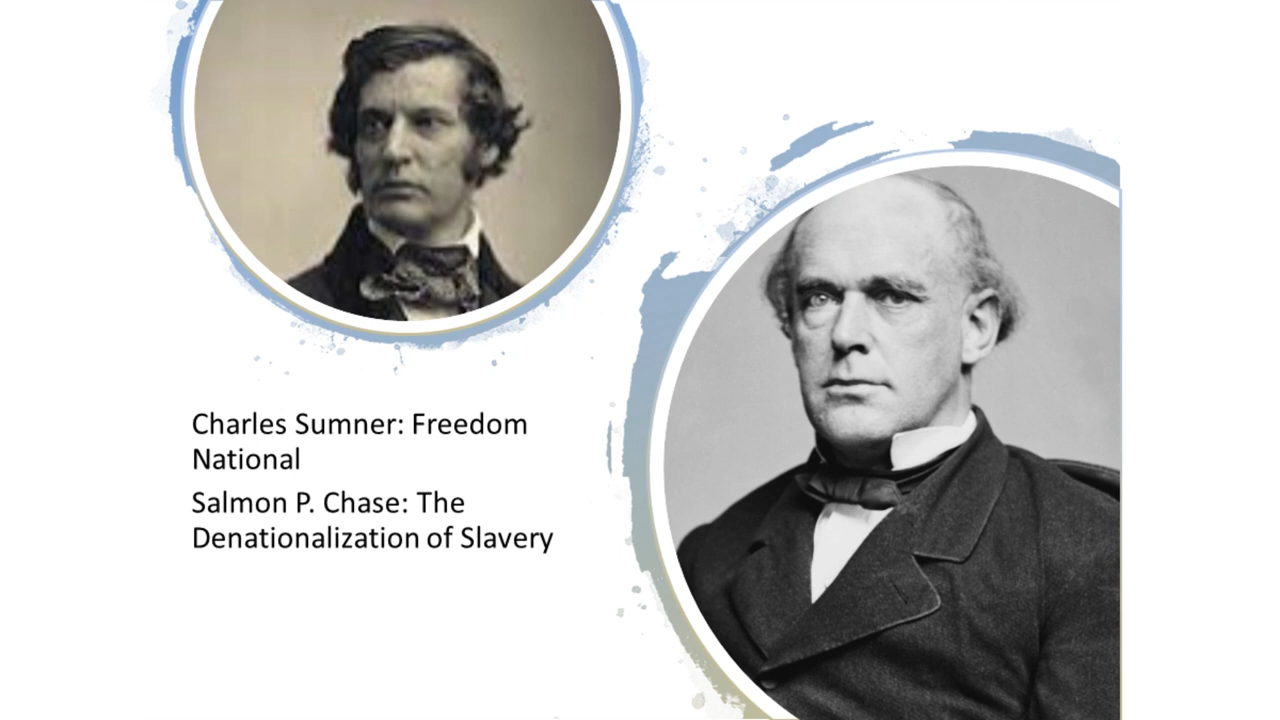 Charles Sumner: Freedom
National
Salmon P. Chase: The
Denationalization of Slavery